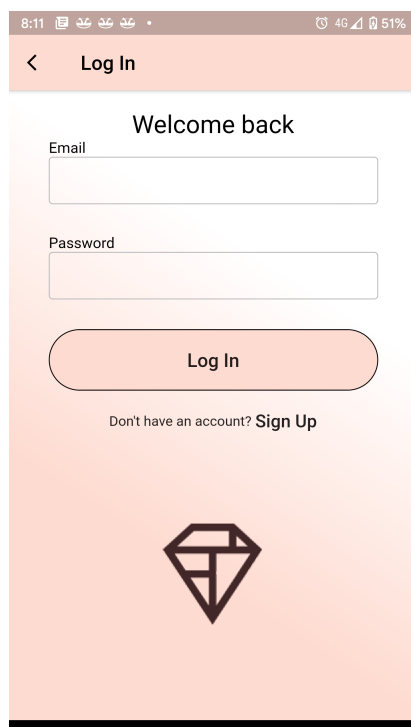 8:11 4G 51%
Log In
Welcome back
Email
Password
Log In
Don't have an account? Sign Up